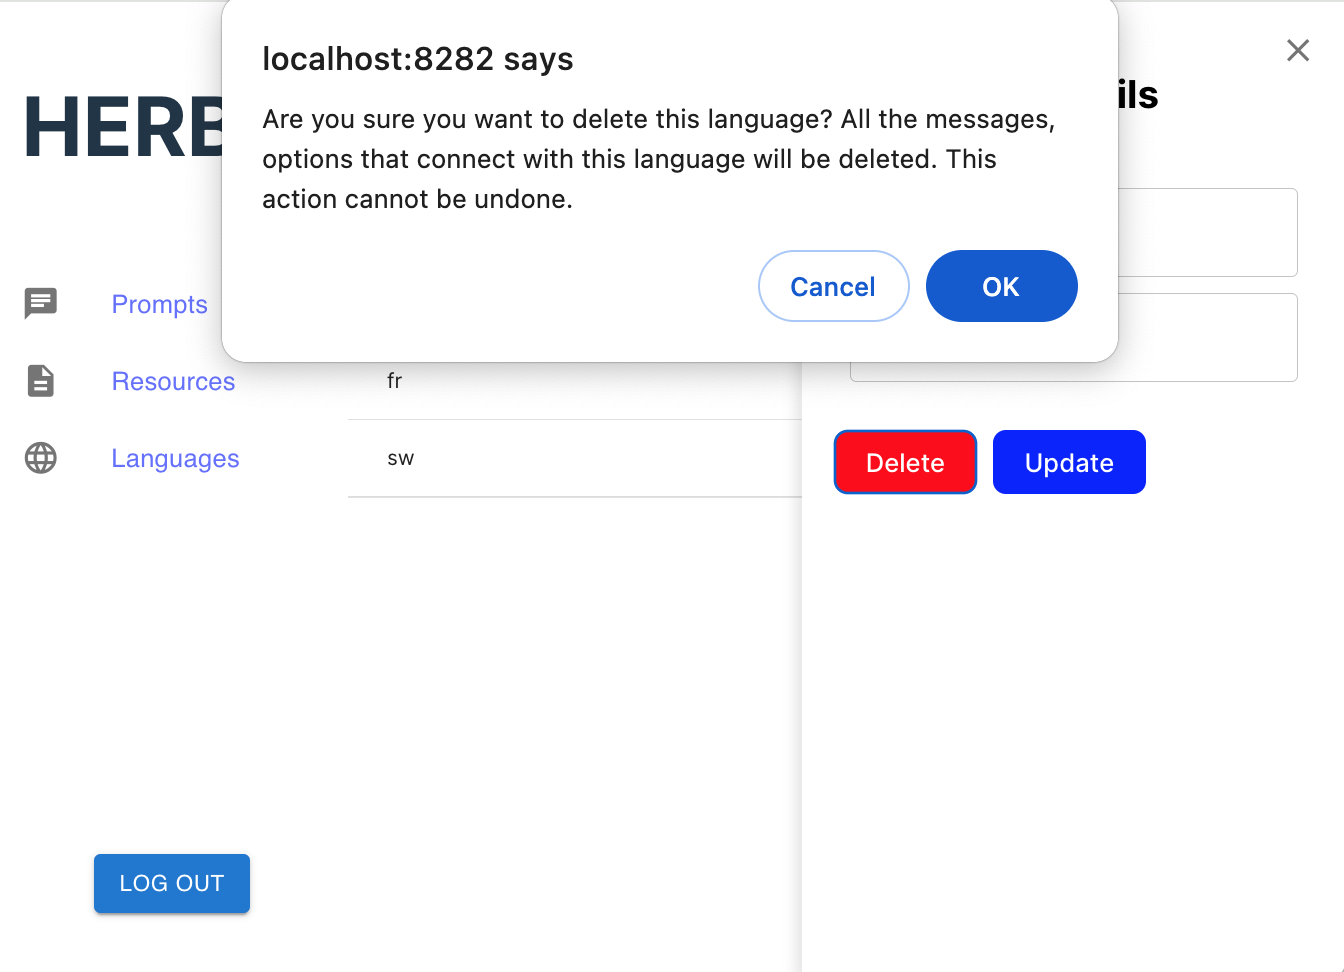 localhost:8282 says
Are you sure you want to delete this language? All the messages,
options that connect with this language will be deleted. This
action cannot be undone.
Cancel
OK
HERB
ils
Prompts
Resources
Languages
fr
sw
Delete
Update
LOG OUT